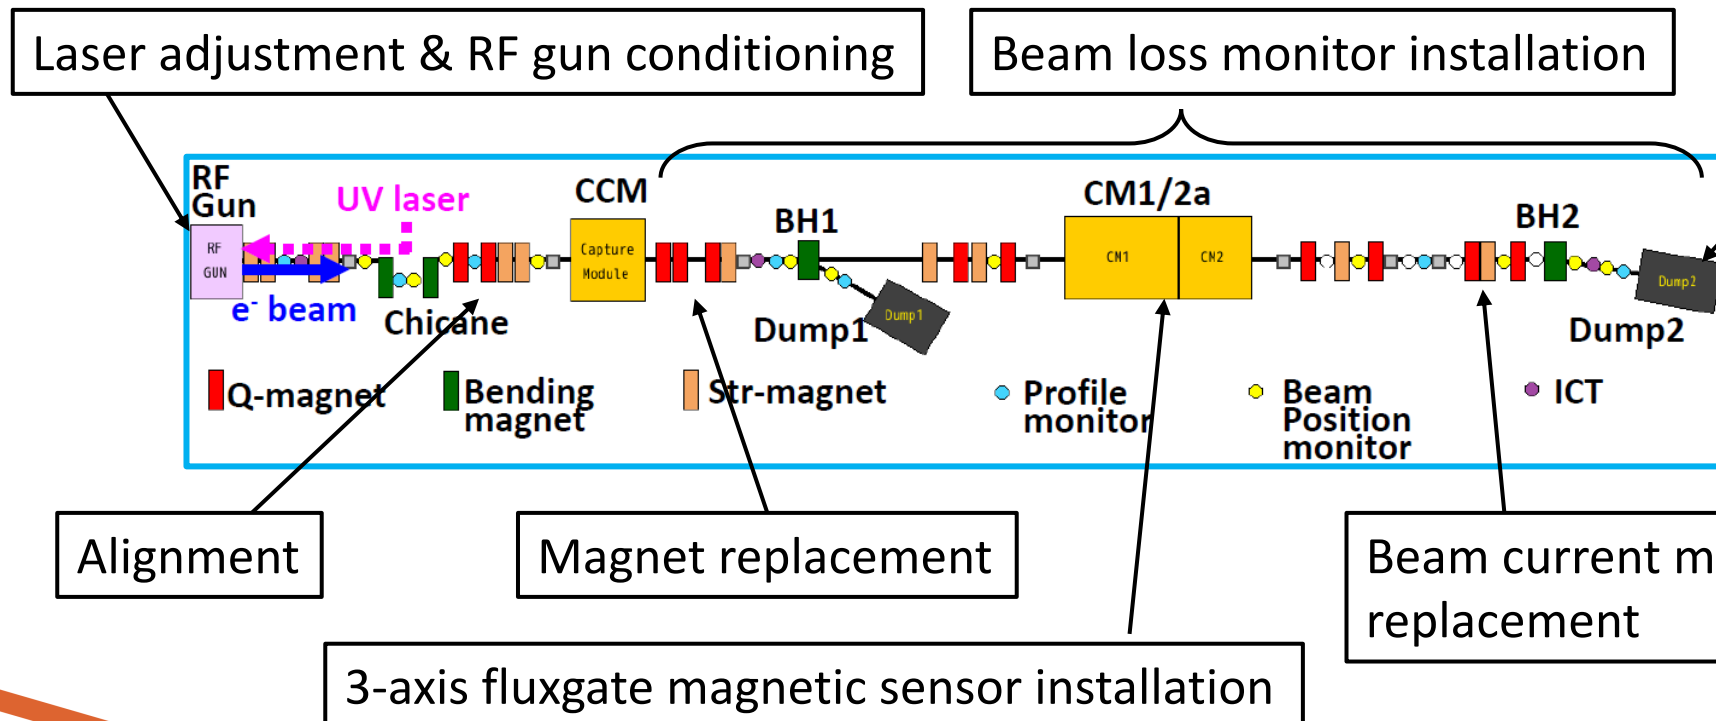 Laser adjustment & RF gun conditioning
Beam loss monitor installation
RF
Gun
UV laser
CCM
BH1
CM1/2a
BH2
RF
GUN
Capture
Module
CM1
CM2
Dump1
Dump2
e- beam
Chicane
Dump1
Dump2
Q-magnet
Bending
magnet
Str-magnet
Profile
monitor
Beam
Position
monitor
ICT
Alignment
Magnet replacement
Beam current m
replacement
3-axis fluxgate magnetic sensor installation